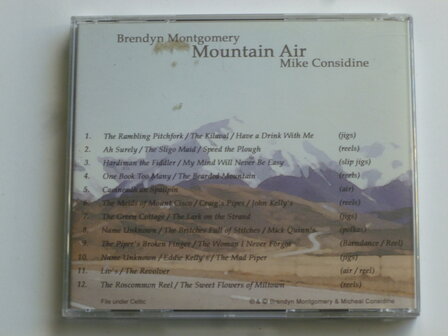 Brendyn Montgomery
Mountain Air
Mike Considine
1. The Rambling Pitchfork / The Kilaval / Have a Drink With Me (jigs)
2. Ah Surely / The Sligo Maid / Speed the Plough (reels)
3. Hardiman the Fiddler / My Mind Will Never Be Easy (slip jigs)
4. One Book Too Many / The Bearded Mountain (reels)
5. an Spailpin (air)
6. The Maids of Mount Cisco / Craig's Pipes / John Kelly's (reels)
7. The Green Cottage / The Lark on the Strand (jigs)
8. Name Unknown / The Britches Full of Stitches / Mick Quinn's (polkas)
9. The Piper's Broken Finger / The Woman I Never Forgot (Barndance / Reel)
10. Name Unknown / Eddie Kelly's / The Mad Piper (jigs)
11. Liv's / The Revolver (air / reel)
12. The Roscommon Reel / The Sweet Flowers of Miltown (reels)
File under Celtic
℗ & © Brendyn Montgomery & Micheal Considine